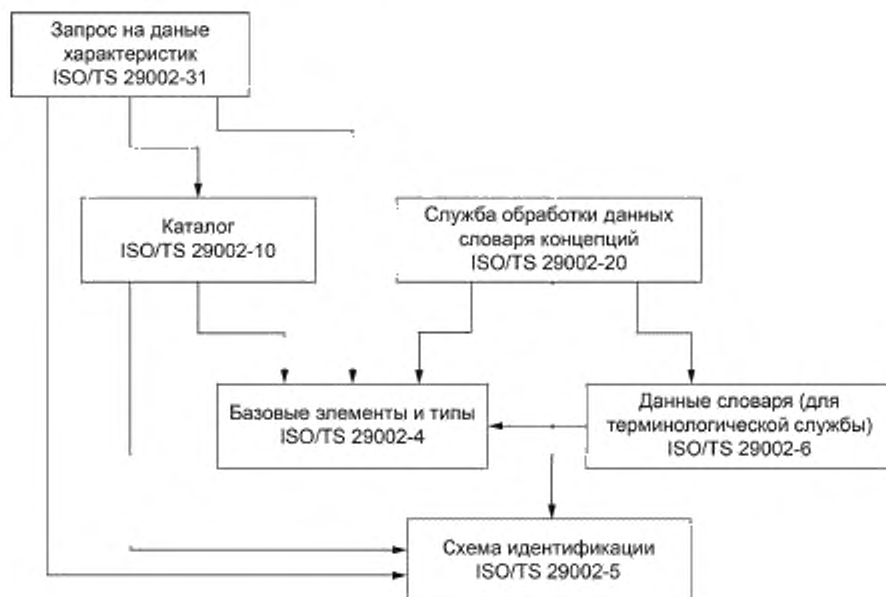 Запрос на даные
характеристик
ISO/TS 29002-31
Каталог
ISO/TS 29002-10
Служба обработки данных
словаря концепций
ISO/TS 29002-20
Базовые элементы и типы
ISO/TS 29002-4
Данные словаря (для
терминологической службы)
ISO/TS 29002-6
Схема идентификации
ISO/TS 29002-5